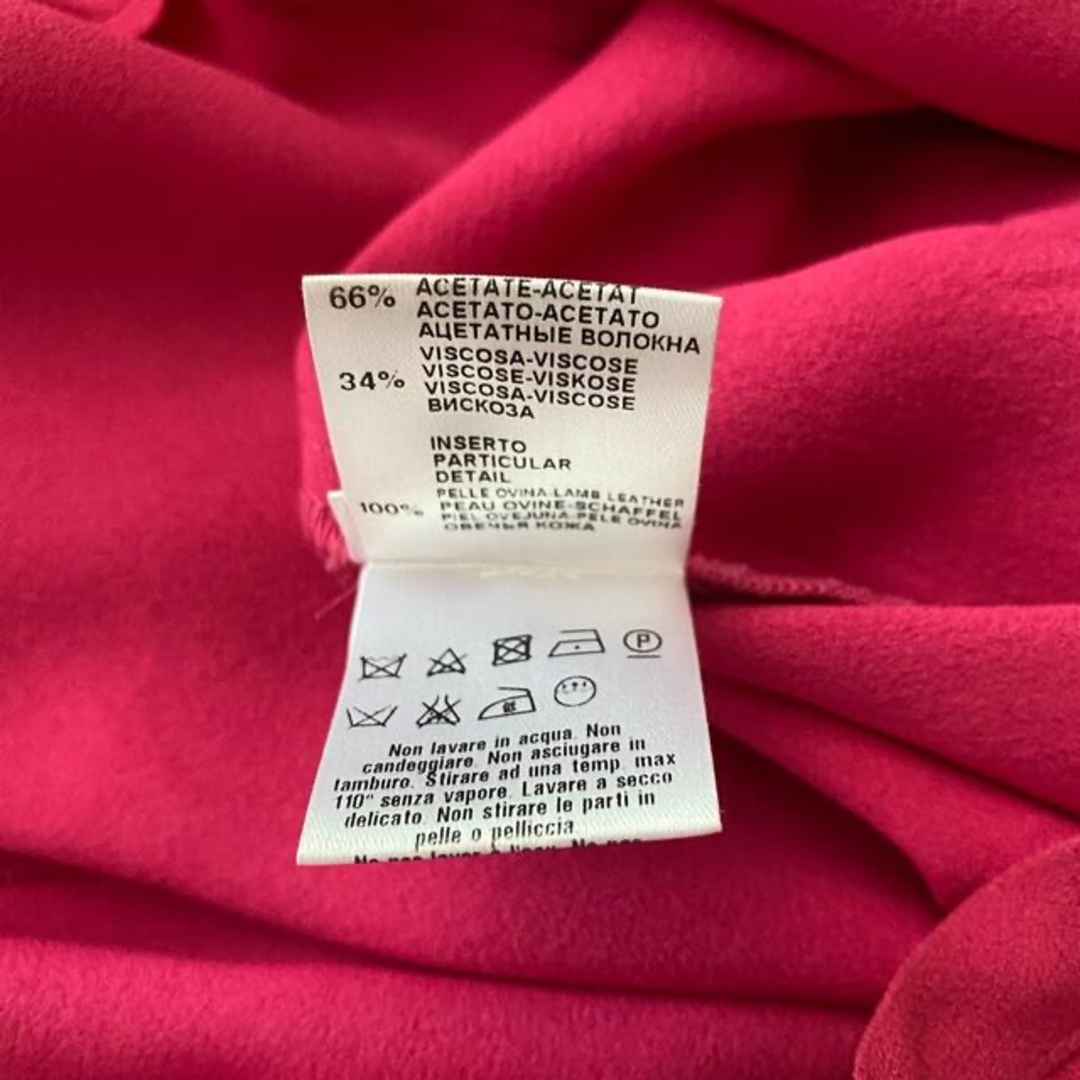 66% ACETATE-ACETAT
ACETATO-ACETATO
АЦЕТАТНЫЕ ВОЛОКНА
VISCOSA-VISCOSE
34% VISCOSE-VISKOSE
VISCOSA-VISCOSE
ВИСКОЗА
INSERTO
PARTICULAR
DETAIL
PELLE OVINA-LAMB LEATHER
100% PEAU OVINE-SCHAFFEL
PIEL OVEJUNA-PELE OVINA
ОВЕЧЬЯ КОЖА
P
Non lavare in acqua. Non
candeggiare. Non asciugare in
tamburo. Stirare ad una temp. max
110° senza vapore. Lavare a secco
delicato. Non stirare le parti in
pelle o pelliccia